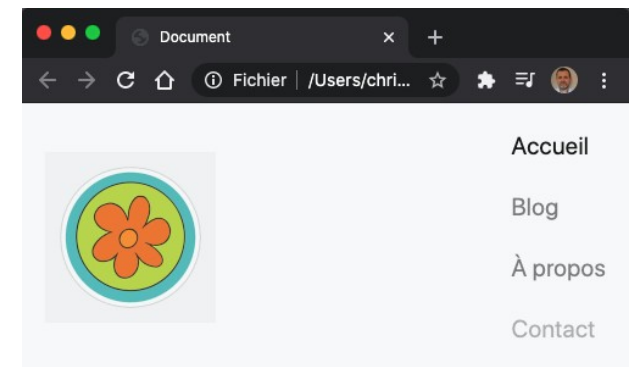 Document
Fichier | /Users/chri...
Accueil
Blog
À propos
Contact